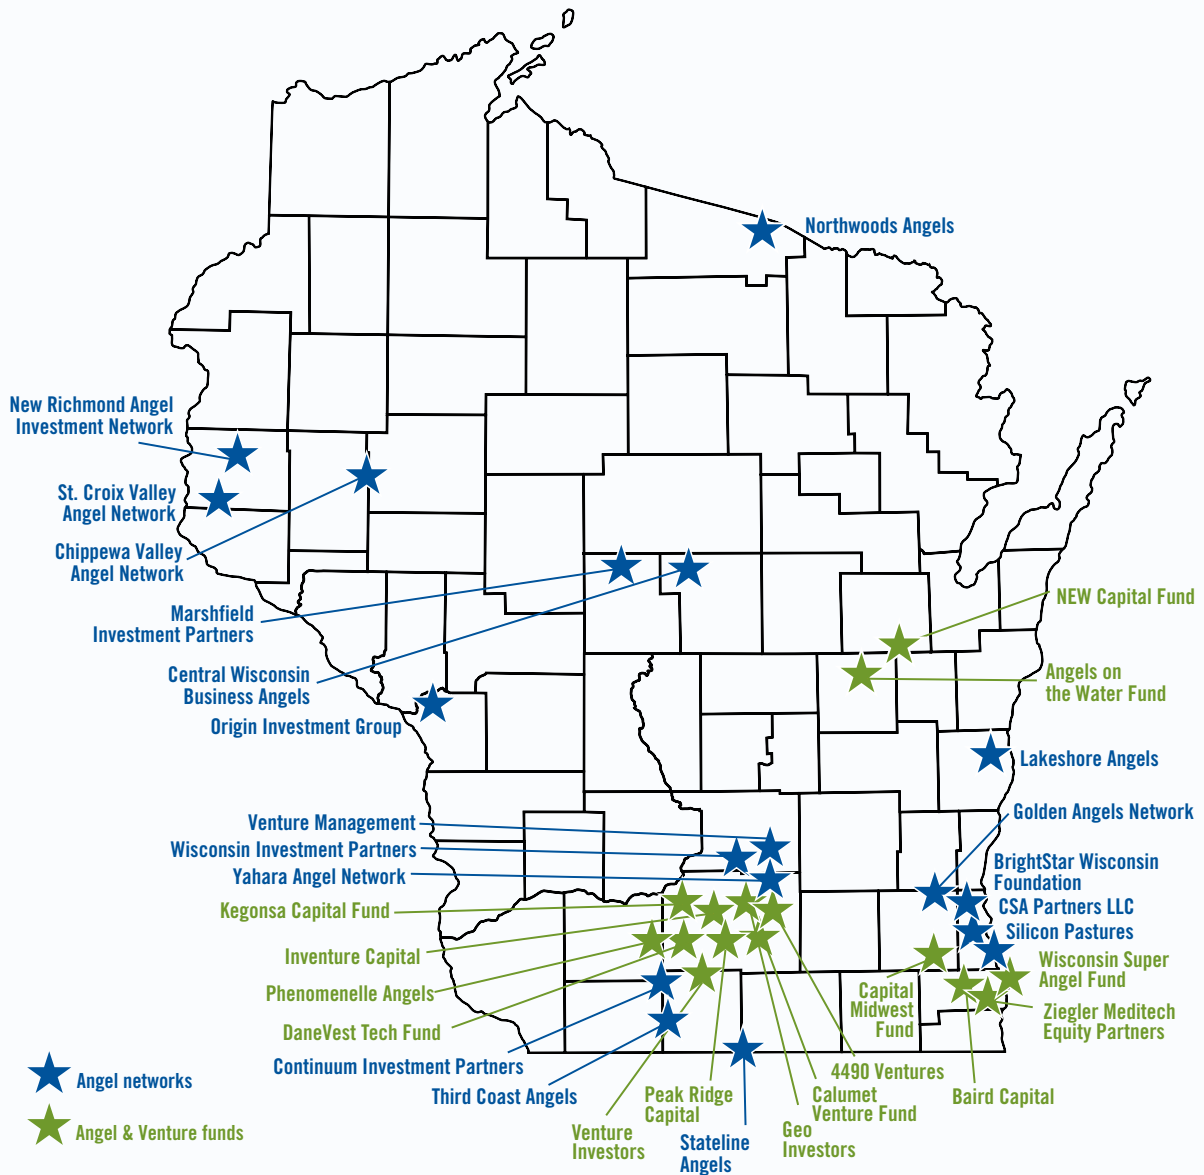 Northwoods Angels
New Richmond Angel
Investment Network
St. Croix Valley
Angel Network
Chippewa Valley
Angel Network
Marshfield
Investment Partners
Central Wisconsin
Business Angels
Origin Investment Group
NEW Capital Fund
Angels on
the Water Fund
Lakeshore Angels
Golden Angels Network
Venture Management
Wisconsin Investment Partners
Yahara Angel Network
BrightStar Wisconsin
Foundation
CSA Partners LLC
Silicon Pastures
Kegonsa Capital Fund
Inventure Capital
Phenomenelle Angels
DaneVest Tech Fund
Continuum Investment Partners
Third Coast Angels
Wisconsin Super
Angel Fund
Capital
Midwest
Fund
Ziegler Meditech
Equity Partners
4490 Ventures
Baird Capital
Calumet
Venture Fund
Peak Ridge
Capital
Geo
Investors
Venture
Investors
Stateline
Angels
Angel networks
Angel & Venture funds